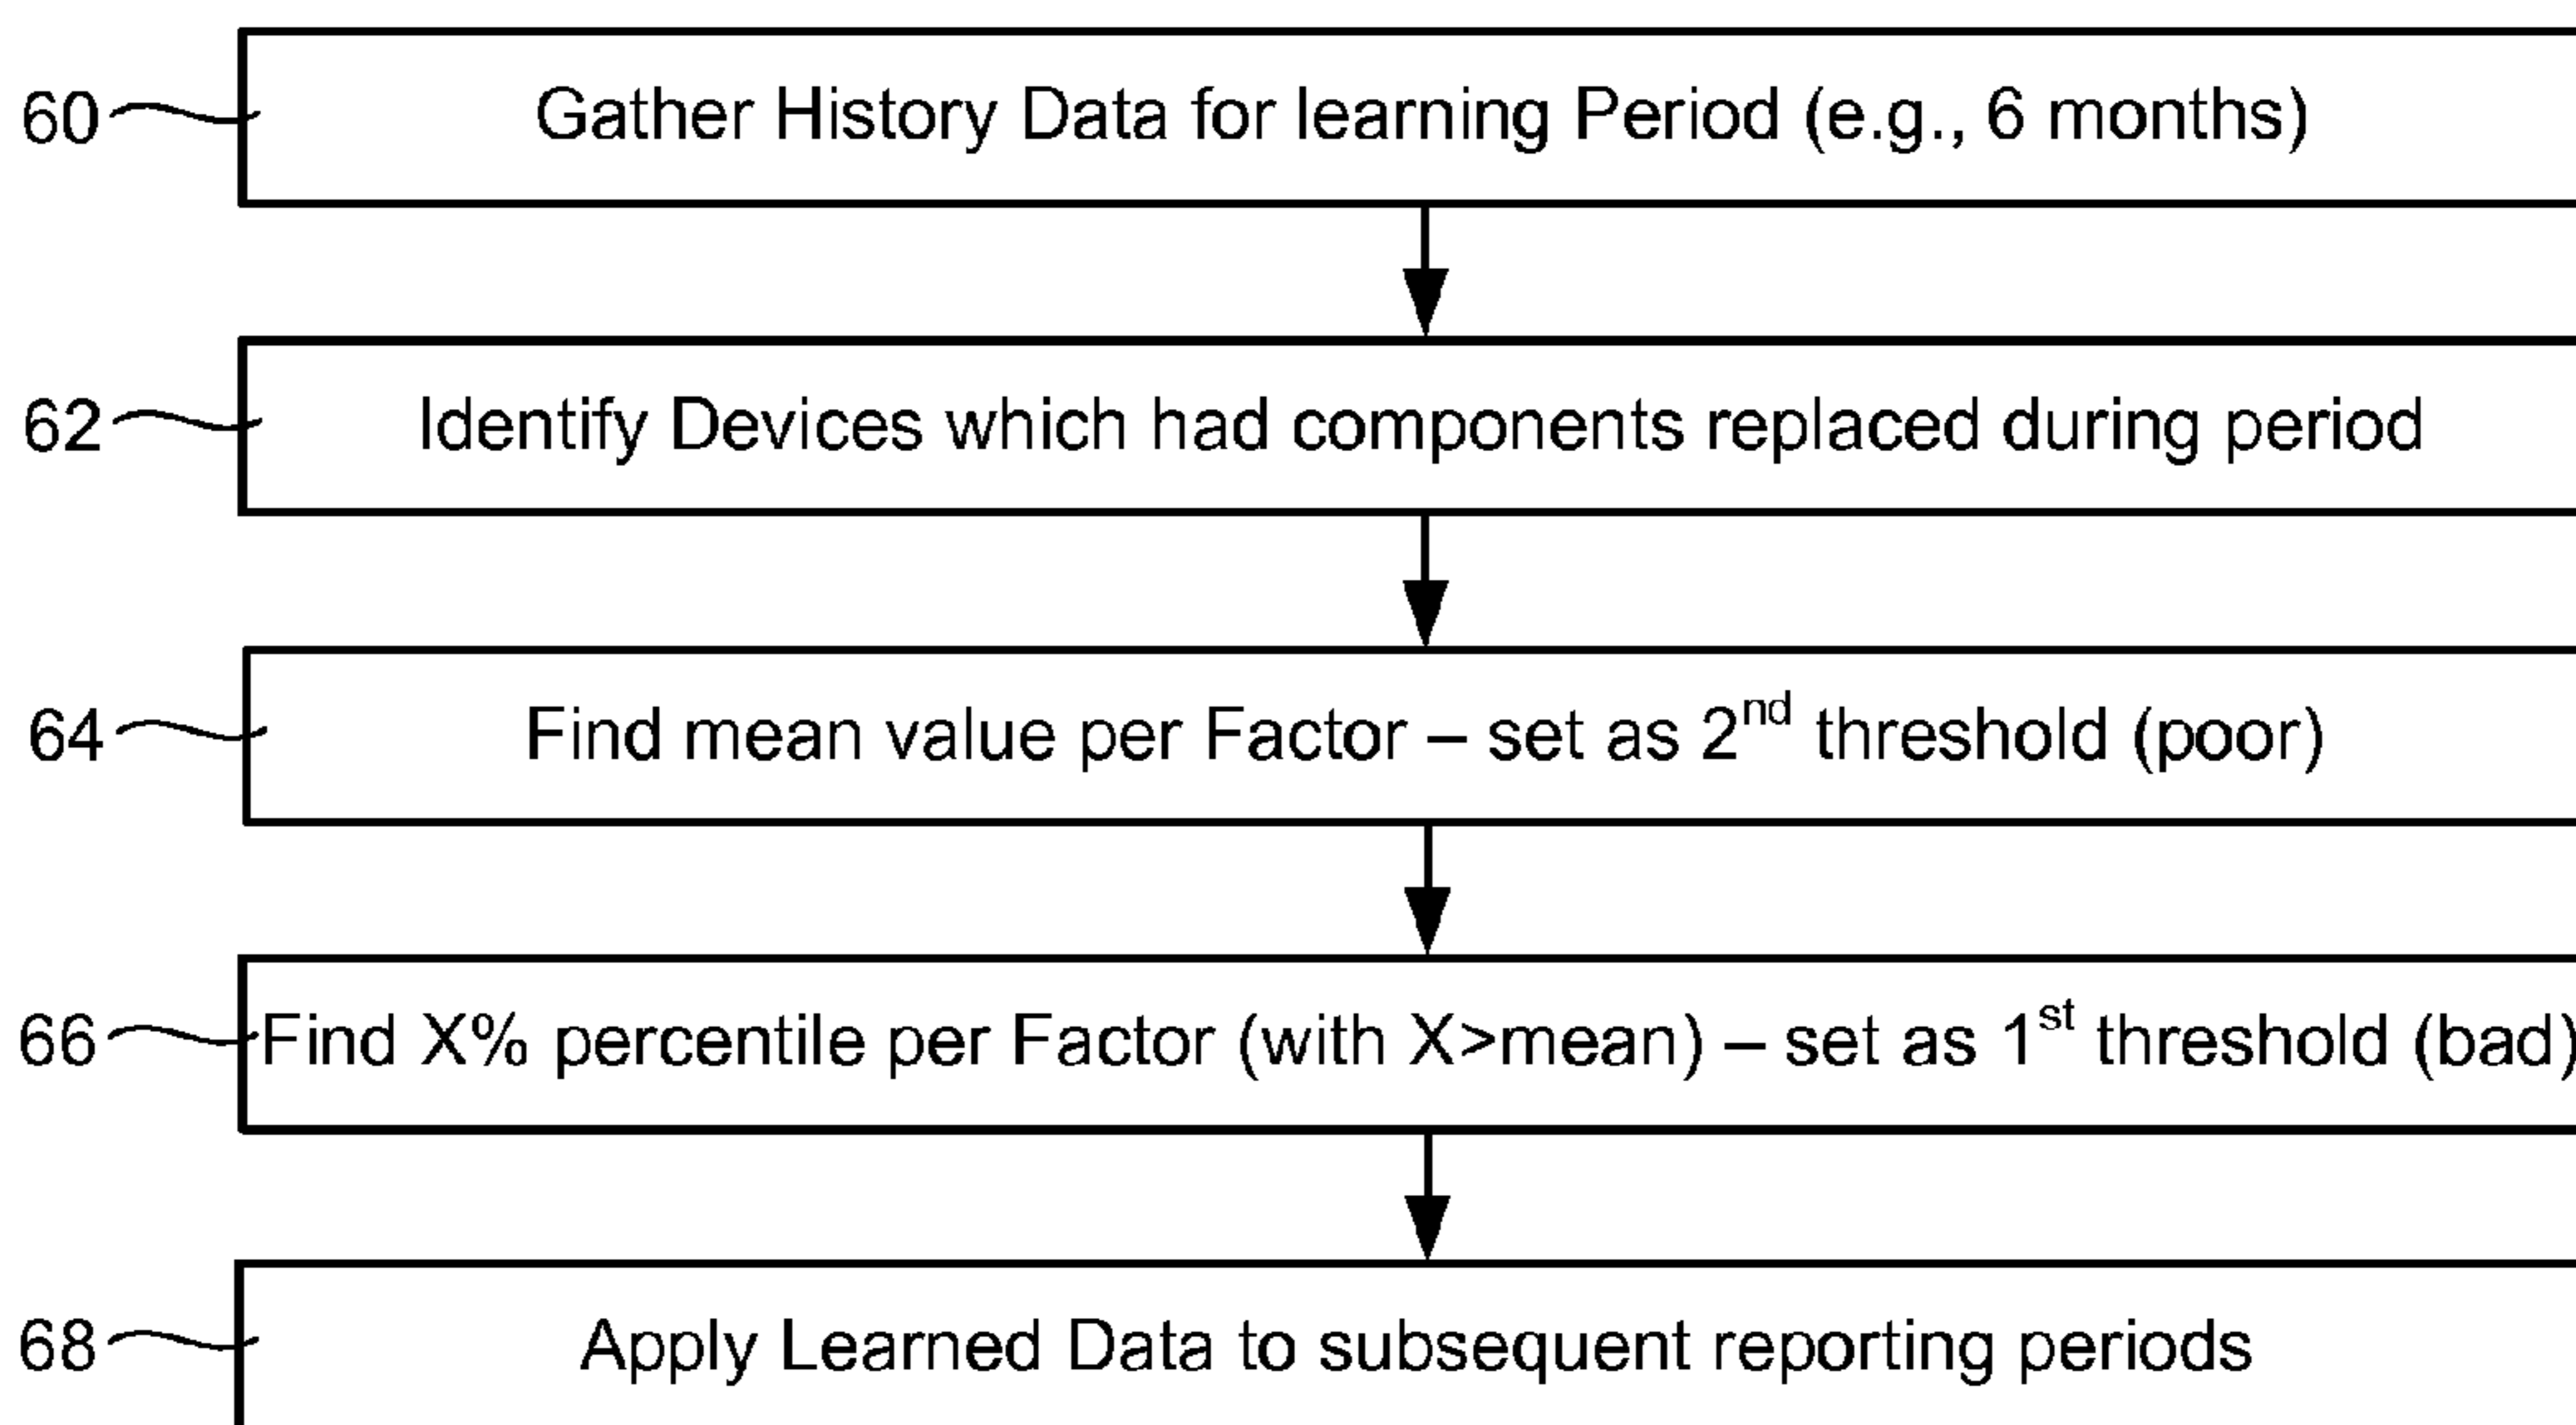 60 Gather History Data for learning Period (e.g., 6 months)
62 Identify Devices which had components replaced during period
64 Find mean value per Factor – set as 2nd threshold (poor)
66 Find X% percentile per Factor (with X>mean) – set as 1st threshold (bad)
68 Apply Learned Data to subsequent reporting periods